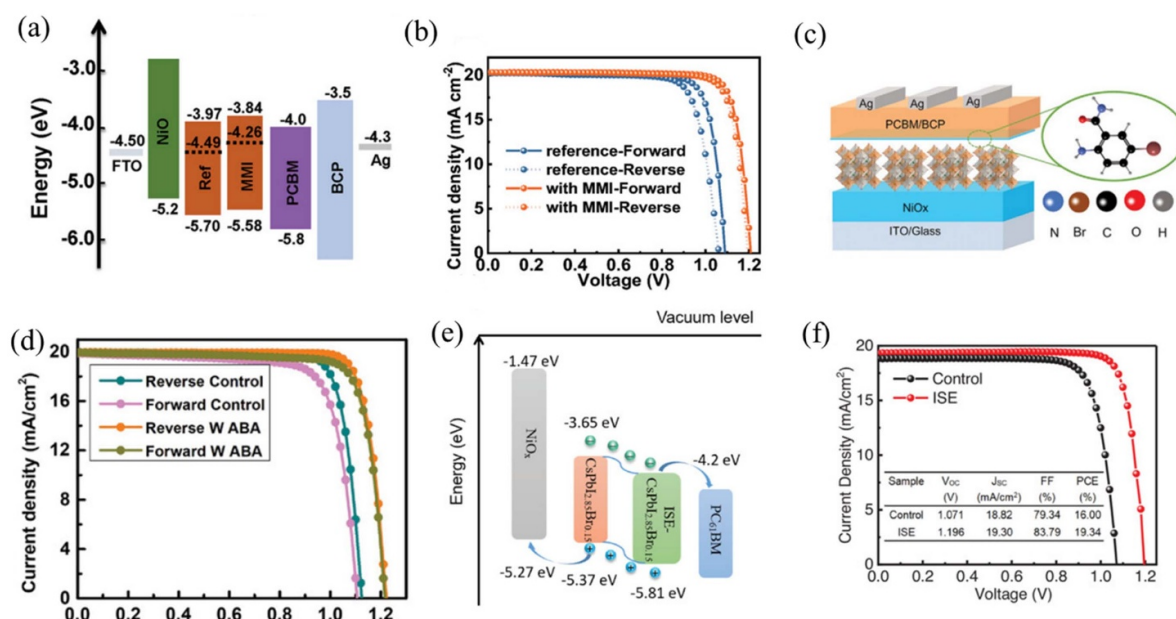 (a)
Energy (eV)
-3.0
-4.0
-5.0
-6.0
-4.50
FTO
NiO
-5.2
-3.97
-4.49
Ref
-5.70
-3.84
-4.26
MMI
-5.58
-4.0
PCBM
-5.8
-3.5
BCP
-4.3
Ag
(b)
Current density (mA cm-2)
20
15
10
5
0
reference-Forward
reference-Reverse
with MMI-Forward
with MMI-Reverse
0.0 0.2 0.4 0.6 0.8 1.0 1.2
Voltage (V)
(c)
Ag Ag Ag
PCBM/BCP
NiOx
ITO/Glass
N Br C O H
(d)
Current density (mA/cm²)
20
16
12
8
4
0
Reverse Control
Forward Control
Reverse W ABA
Forward W ABA
0.0 0.2 0.4 0.6 0.8 1.0 1.2
(e)
Vacuum level
Energy (eV)
-1.47 eV
NiOₓ
-5.27 eV
-3.65 eV
CsPbI₂.₈₅Br₀.₁₅
-5.37 eV
ISE-
CsPbI₂.₈₅Br₀.₁₅
-5.81 eV
-4.2 eV
PC₆₁BM
(f)
Current Density (mA/cm²)
20
15
10
5
0
Control
ISE
Sample Voc Jsc FF PCE
(V) (mA/cm²) (%) (%)
Control 1.071 18.82 79.34 16.00
ISE 1.196 19.30 83.79 19.34
0.0 0.2 0.4 0.6 0.8 1.0 1.2
Voltage (V)